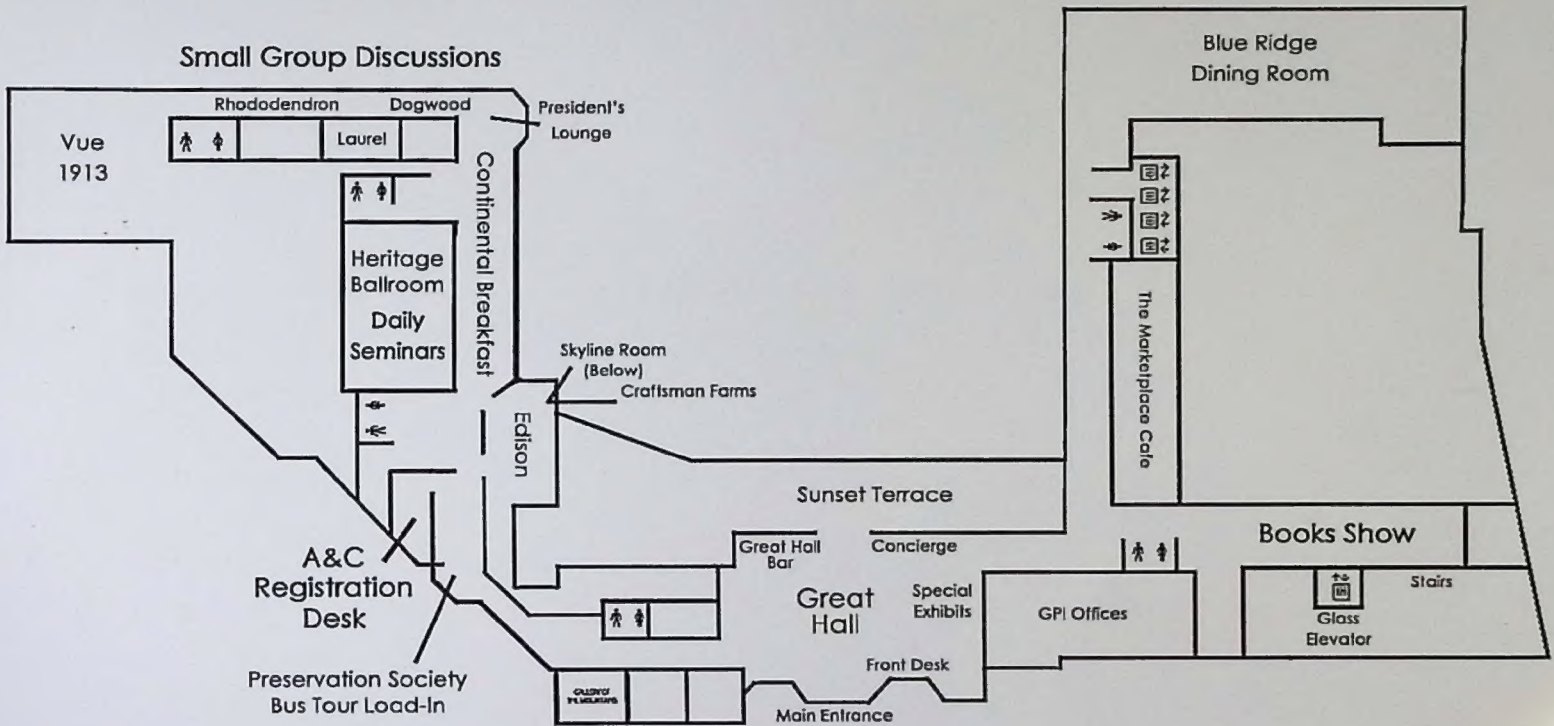 Small Group Discussions
Rhododendron
Dogwood
President's
Lounge
Vue
1913
Laurel
Continental Breakfast
Heritage
Ballroom
Daily
Seminars
Skyline Room
(Below)
Craftsman Farms
Edison
A&C
Registration
Desk
Preservation Society
Bus Tour Load-In
Sunset Terrace
Great Hall
Bar
Concierge
Great
Hall
Special
Exhibits
Front Desk
Main Entrance
GPI Offices
Blue Ridge
Dining Room
The Marketplace Cafe
Books Show
Stairs
Glass
Elevator